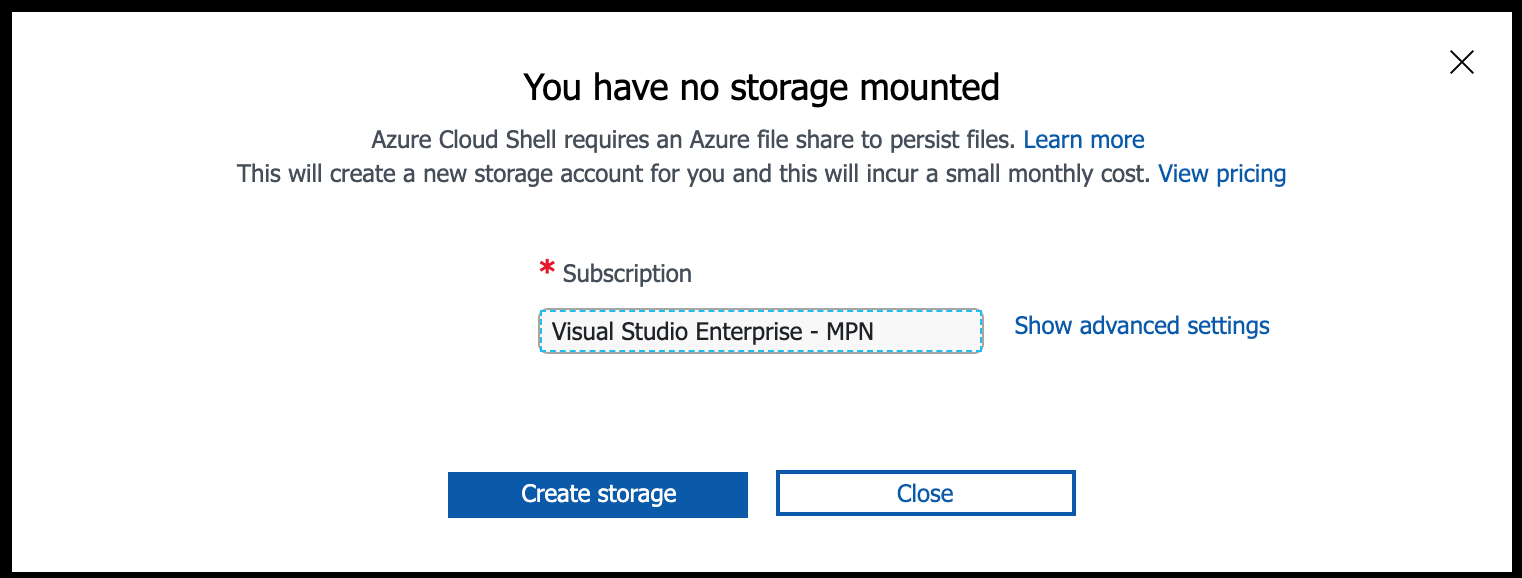 You have no storage mounted
Azure Cloud Shell requires an Azure file share to persist files. Learn more
This will create a new storage account for you and this will incur a small monthly cost. View pricing
* Subscription
Visual Studio Enterprise - MPN
Show advanced settings
Create storage
Close